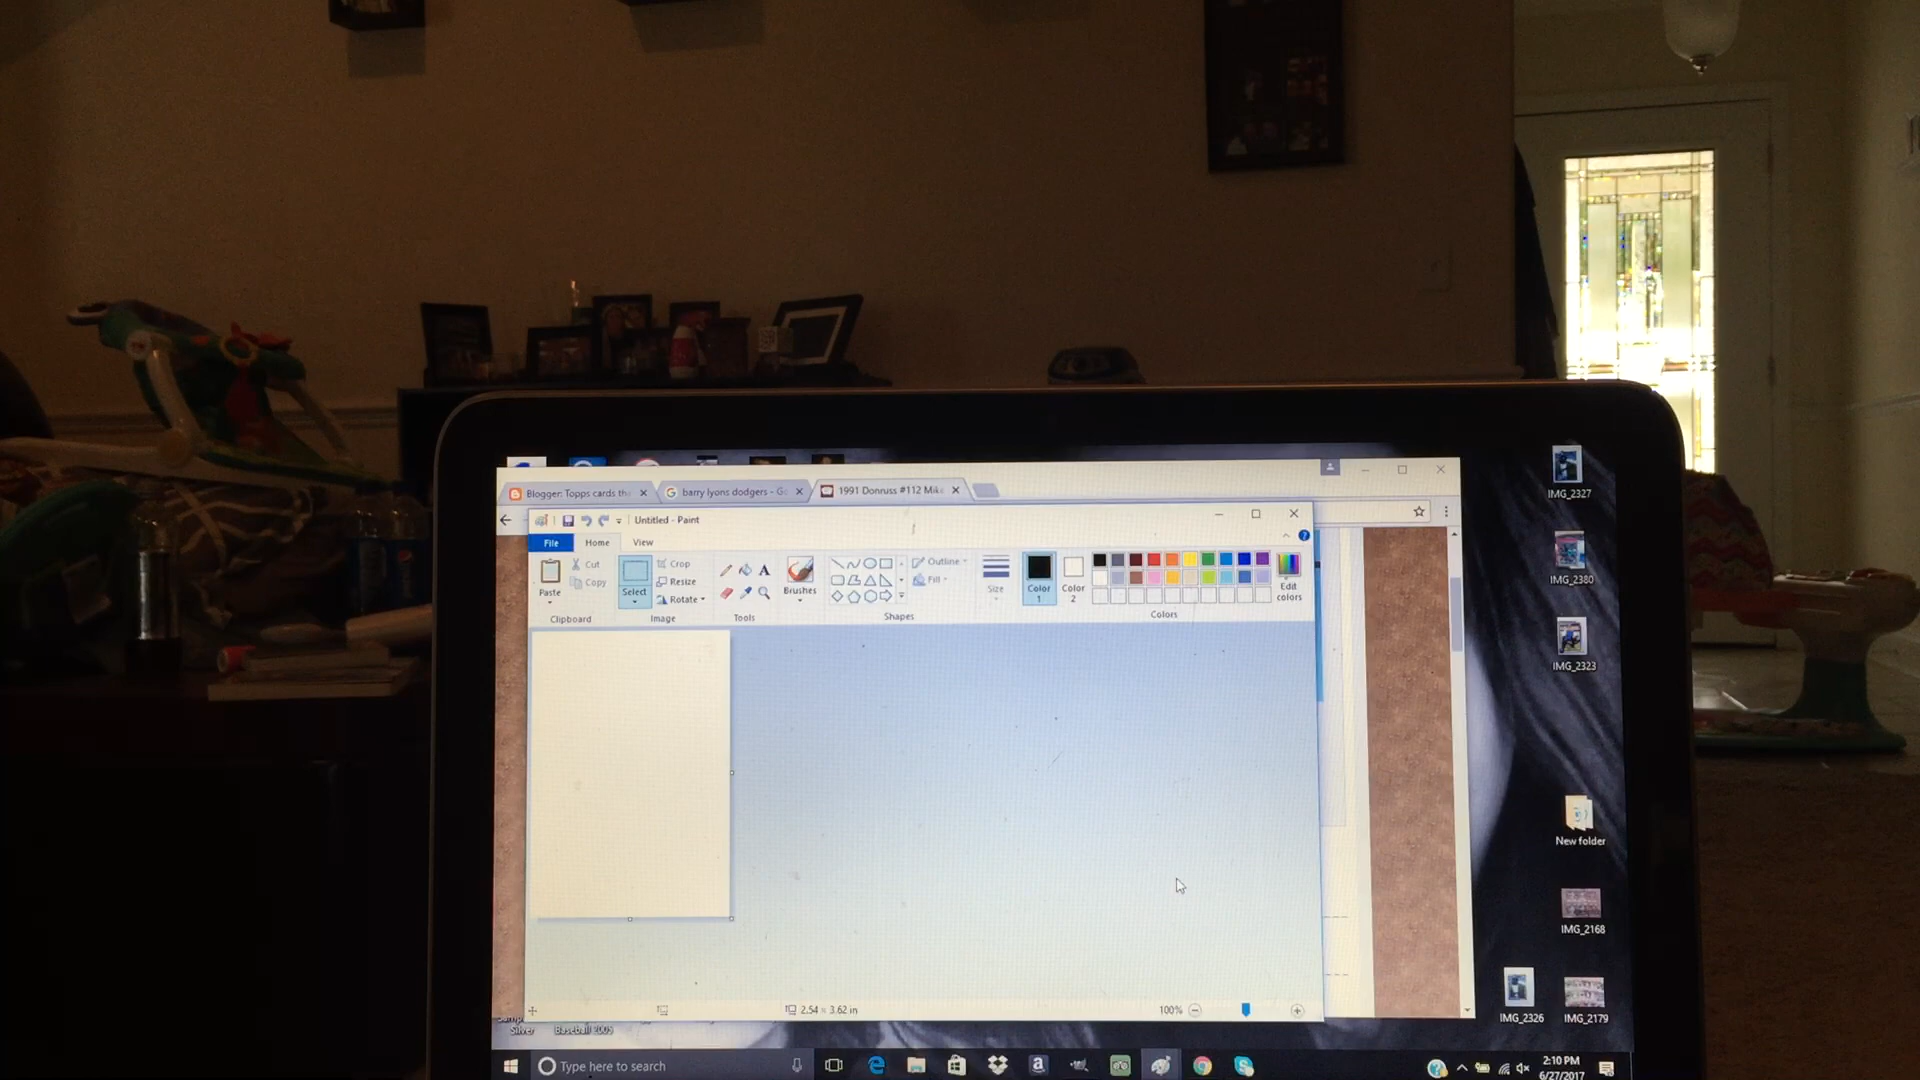 Blogger: Topps cards th
barry lyons dodgers - G
1991 Donruss #112 Mik
Untitled - Paint
File
Home
View
Paste
Cut
Copy
Clipboard
Select
Crop
Resize
Rotate
Image
A
Tools
Brushes
Shapes
Outline
Fill
Size
Color
1
Color
2
Colors
Edit
colors
2.54 × 3.62 in
100%
IMG_2327
IMG_2380
IMG_2323
New folder
IMG_2168
IMG_2326
IMG_2179
Silver
Baseball 2005
Type here to search
2:10 PM
6/27/2017